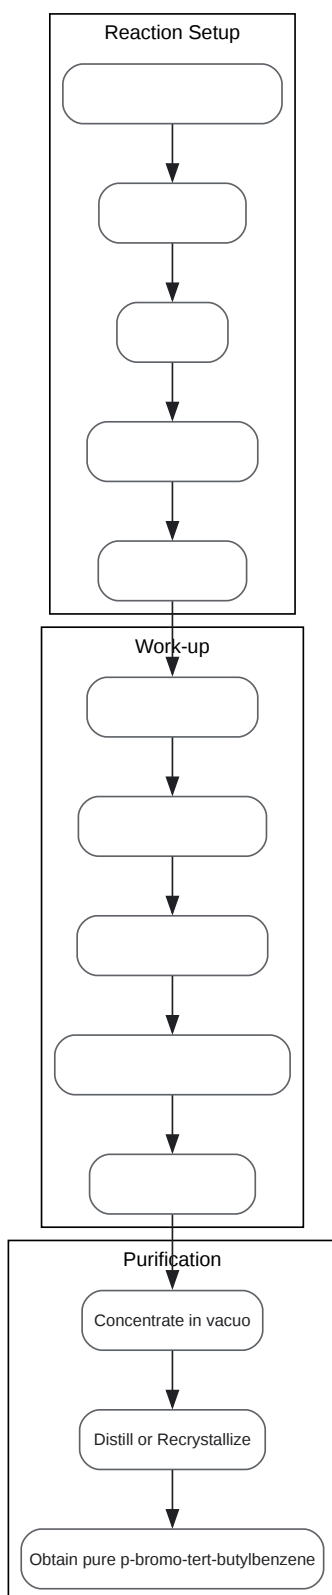 Reaction Setup
Work-up
Purification
Concentrate in vacuo
Distill or Recrystallize
Obtain pure p-bromo-tert-butylbenzene